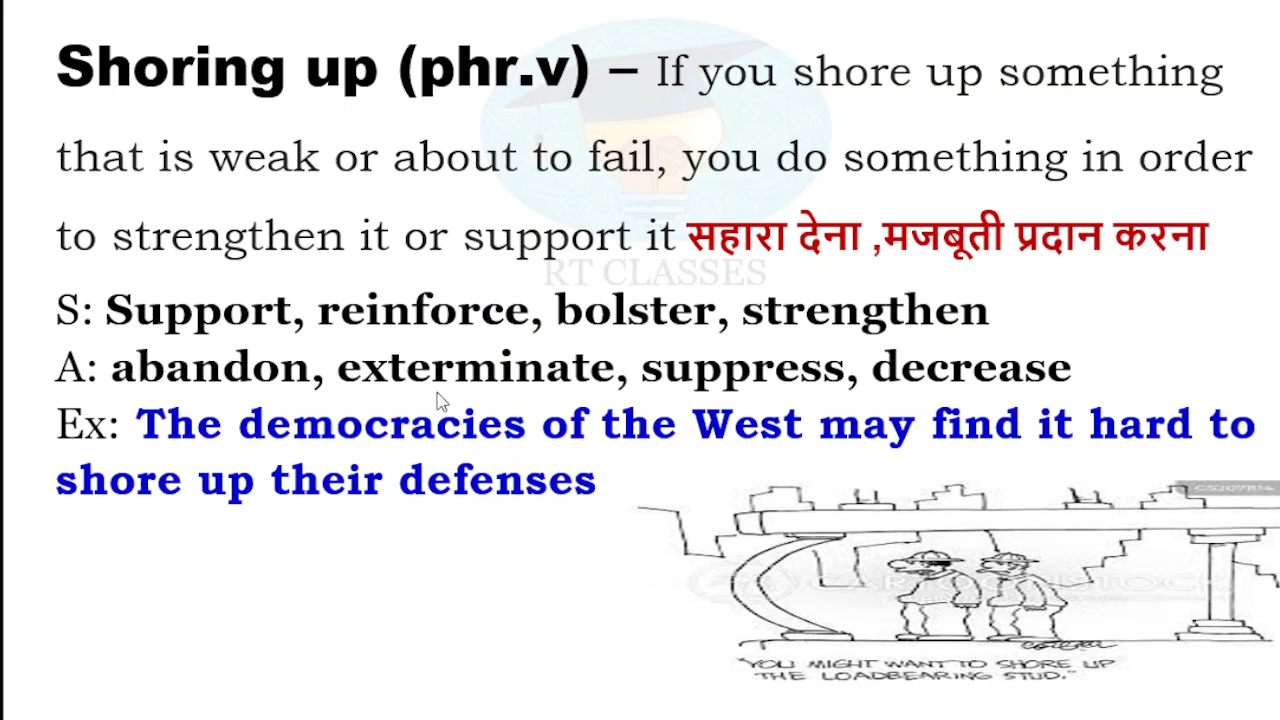 Shoring up (phr.v) – If you shore up something
that is weak or about to fail, you do something in order
to strengthen it or support it सहारा देना ,मजबूती प्रदान करना
RT CLASSES
S: Support, reinforce, bolster, strengthen
A: abandon, exterminate, suppress, decrease
Ex: The democracies of the West may find it hard to
shore up their defenses
"YOU MIGHT WANT TO SHORE UP
THE LOADBEARING STUD."